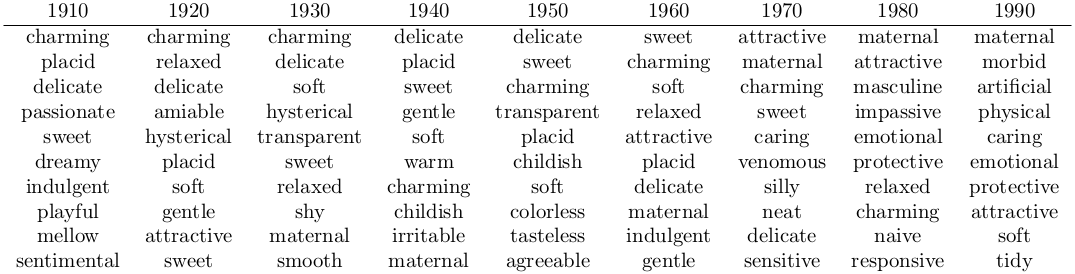 1910 1920 1930 1940 1950 1960 1970 1980 1990
charming charming charming delicate delicate sweet attractive maternal maternal
placid relaxed delicate placid sweet charming maternal attractive morbid
delicate delicate soft sweet charming soft charming masculine artificial
passionate amiable hysterical gentle transparent relaxed sweet impassive physical
sweet hysterical transparent soft placid attractive caring emotional caring
dreamy placid sweet warm childish placid venomous protective emotional
indulgent soft relaxed charming soft delicate silly relaxed protective
playful gentle shy childish colorless maternal neat charming attractive
mellow attractive maternal irritable tasteless indulgent delicate naive soft
sentimental sweet smooth maternal agreeable gentle sensitive responsive tidy